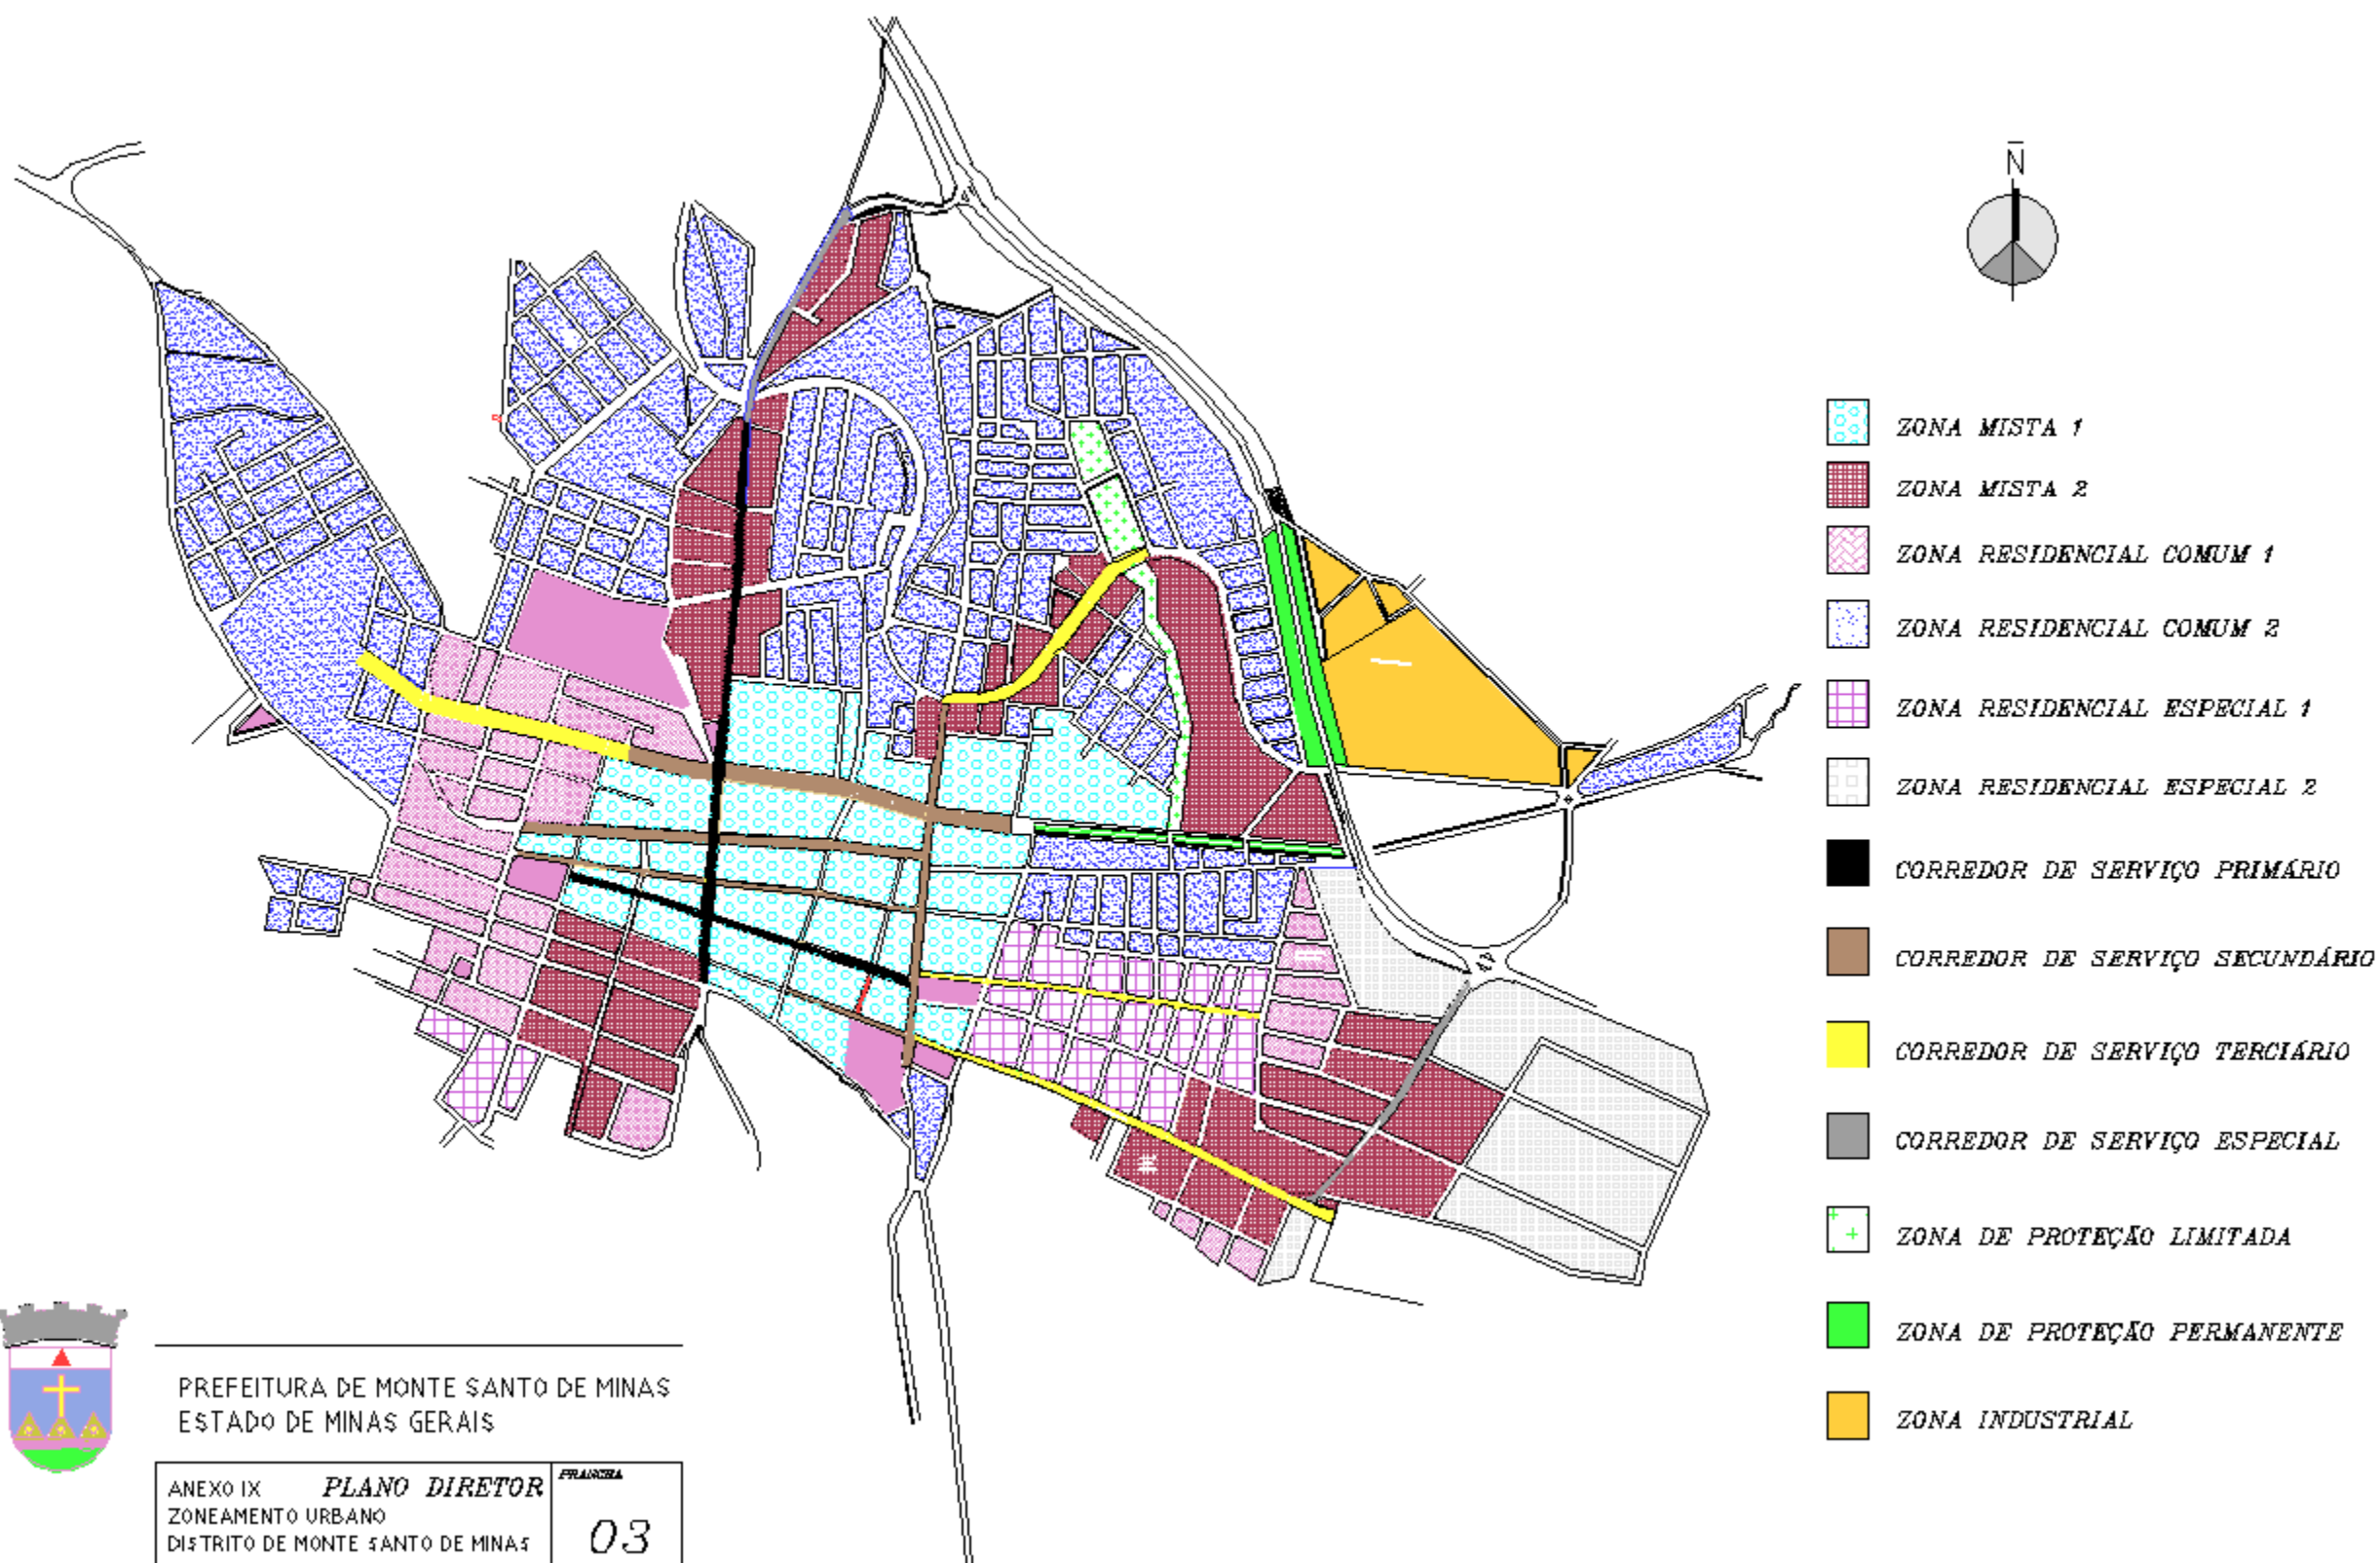 N
ZONA MISTA 1
ZONA MISTA 2
ZONA RESIDENCIAL COMUM 1
ZONA RESIDENCIAL COMUM 2
ZONA RESIDENCIAL ESPECIAL 1
ZONA RESIDENCIAL ESPECIAL 2
CORREDOR DE SERVIÇO PRIMÁRIO
CORREDOR DE SERVIÇO SECUNDÁRIO
CORREDOR DE SERVIÇO TERCIÁRIO
CORREDOR DE SERVIÇO ESPECIAL
ZONA DE PROTEÇÃO LIMITADA
ZONA DE PROTEÇÃO PERMANENTE
ZONA INDUSTRIAL
PREFEITURA DE MONTE SANTO DE MINAS
ESTADO DE MINAS GERAIS
ANEXO IX PLANO DIRETOR
ZONEAMENTO URBANO
DISTRITO DE MONTE SANTO DE MINAS
PRANCHA
03